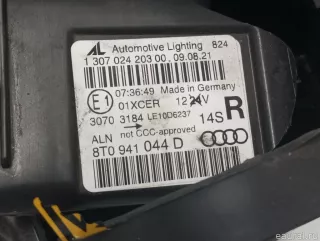 AL Automotive Lighting 824
1 307 024 203 00 , 09.08.21
07:36:49 Made in Germany
E1 01XCER 12 V
3070 3184 LE10D6237 14S R
ALN not CCC-approved
8T0 941 044 D